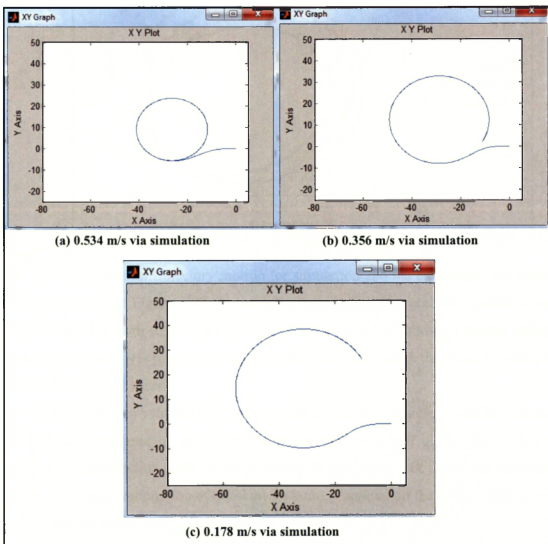 XY Graph
X Y Plot
50
40
30
20
10
0
-10
-20
-80
-60
-40
-20
0
Y Axis
X Axis
(a) 0.534 m/s via simulation
XY Graph
X Y Plot
50
40
30
20
10
0
-10
-20
-80
-60
-40
-20
0
Y Axis
X Axis
(b) 0.356 m/s via simulation
XY Graph
X Y Plot
50
40
30
20
10
0
-10
-20
-80
-60
-40
-20
0
Y Axis
X Axis
(c) 0.178 m/s via simulation